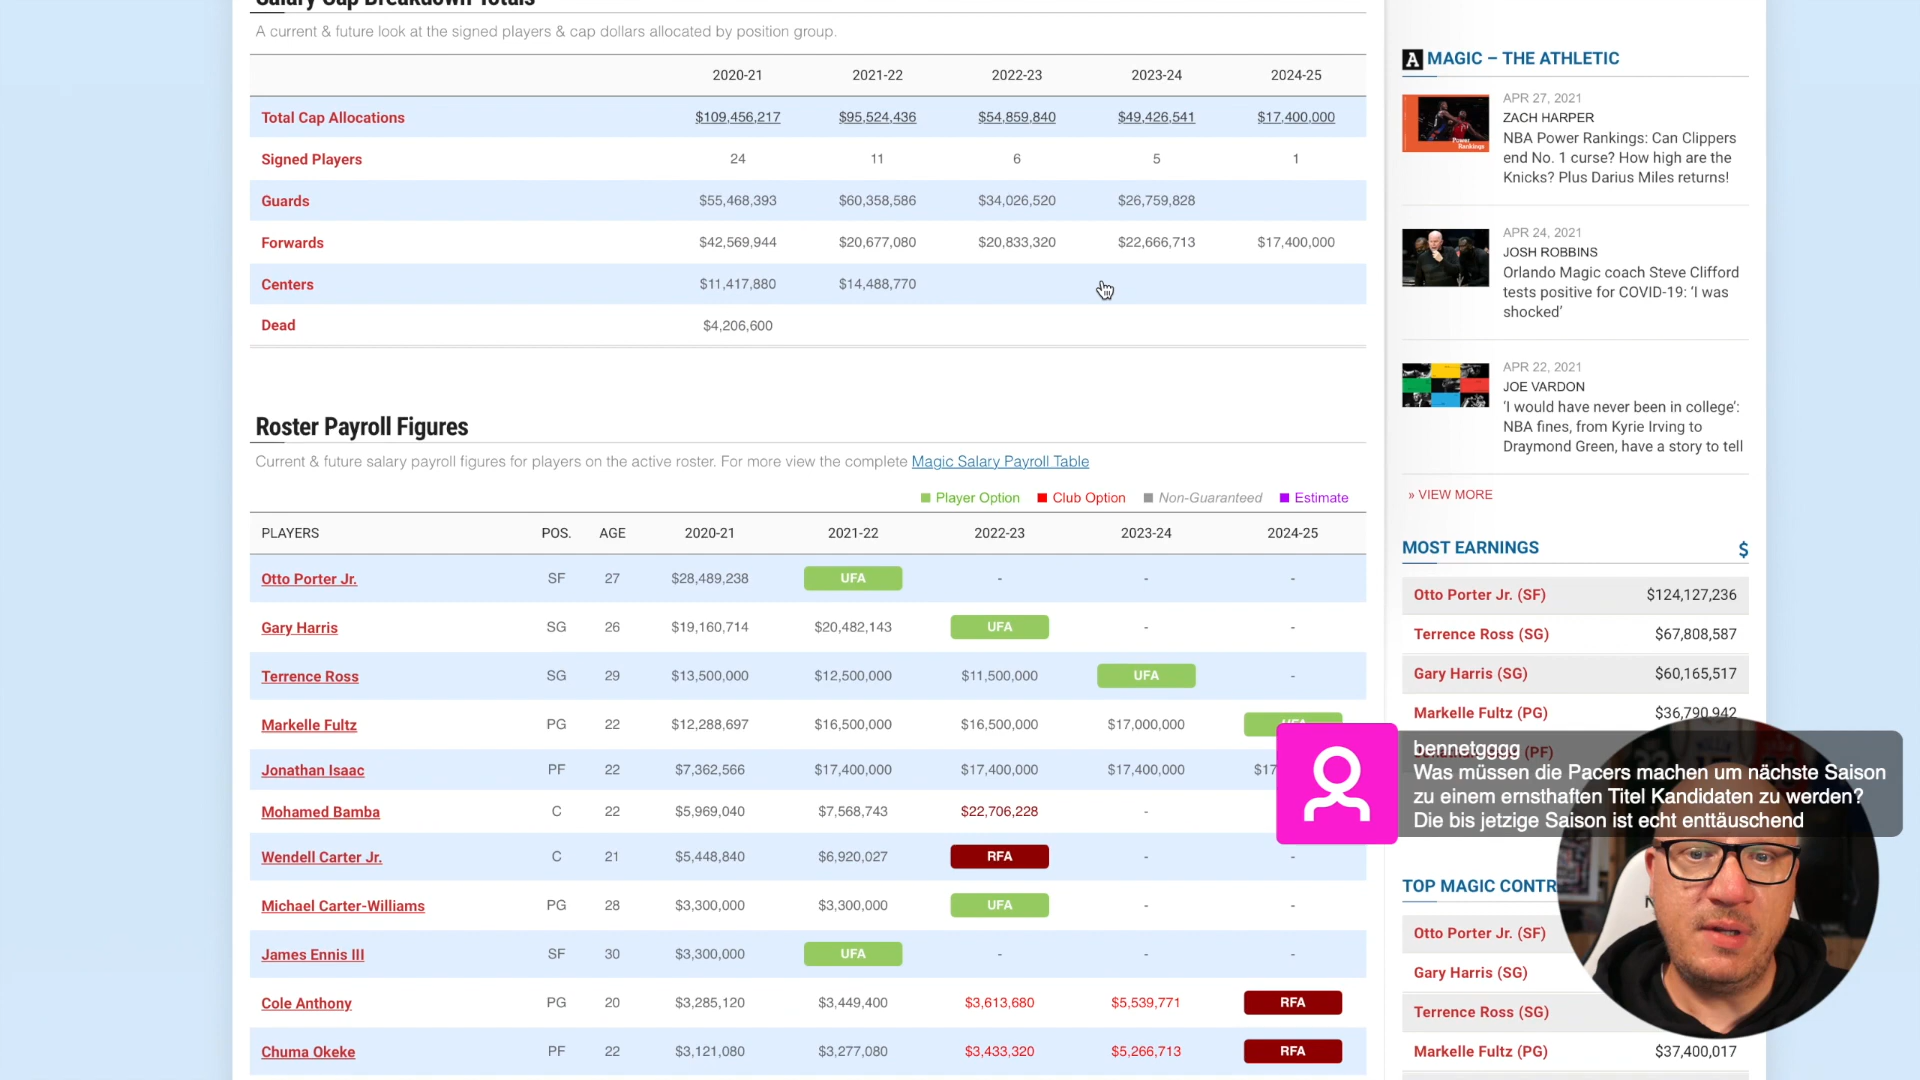 Salary Cap Breakdown Totals
A current & future look at the signed players & cap dollars allocated by position group.
2020-21 2021-22 2022-23 2023-24 2024-25
Total Cap Allocations $109,456,217 $95,524,436 $54,859,840 $49,426,541 $17,400,000
Signed Players 24 11 6 5 1
Guards $55,468,393 $60,358,586 $34,026,520 $26,759,828
Forwards $42,569,944 $20,677,080 $20,833,320 $22,666,713 $17,400,000
Centers $11,417,880 $14,488,770
Dead $4,206,600
Roster Payroll Figures
Current & future salary payroll figures for players on the active roster. For more view the complete Magic Salary Payroll Table
Player Option Club Option Non-Guaranteed Estimate
PLAYERS POS. AGE 2020-21 2021-22 2022-23 2023-24 2024-25
Otto Porter Jr. SF 27 $28,489,238 UFA - - -
Gary Harris SG 26 $19,160,714 $20,482,143 UFA - -
Terrence Ross SG 29 $13,500,000 $12,500,000 $11,500,000 UFA -
Markelle Fultz PG 22 $12,288,697 $16,500,000 $16,500,000 $17,000,000 UFA
Jonathan Isaac PF 22 $7,362,566 $17,400,000 $17,400,000 $17,400,000 $17
Mohamed Bamba C 22 $5,969,040 $7,568,743 $22,706,228 -
Wendell Carter Jr. C 21 $5,448,840 $6,920,027 RFA - -
Michael Carter-Williams PG 28 $3,300,000 $3,300,000 UFA - -
James Ennis III SF 30 $3,300,000 UFA - - -
Cole Anthony PG 20 $3,285,120 $3,449,400 $3,613,680 $5,539,771 RFA
Chuma Okeke PF 22 $3,121,080 $3,277,080 $3,433,320 $5,266,713 RFA
A MAGIC – THE ATHLETIC
APR 27, 2021
ZACH HARPER
NBA Power Rankings: Can Clippers
end No. 1 curse? How high are the
Knicks? Plus Darius Miles returns!
Power
Rankings
APR 24, 2021
JOSH ROBBINS
Orlando Magic coach Steve Clifford
tests positive for COVID-19: ‘I was
shocked’
APR 22, 2021
JOE VARDON
‘I would have never been in college’:
NBA fines, from Kyrie Irving to
Draymond Green, have a story to tell
» VIEW MORE
MOST EARNINGS $
Otto Porter Jr. (SF) $124,127,236
Terrence Ross (SG) $67,808,587
Gary Harris (SG) $60,165,517
Markelle Fultz (PG) $36,790,942
(PF)
bennetgggg
Was müssen die Pacers machen um nächste Saison
zu einem ernsthaften Titel Kandidaten zu werden?
Die bis jetzige Saison ist echt enttäuschend
TOP MAGIC CONTR
Otto Porter Jr. (SF)
Gary Harris (SG)
Terrence Ross (SG)
Markelle Fultz (PG) $37,400,017